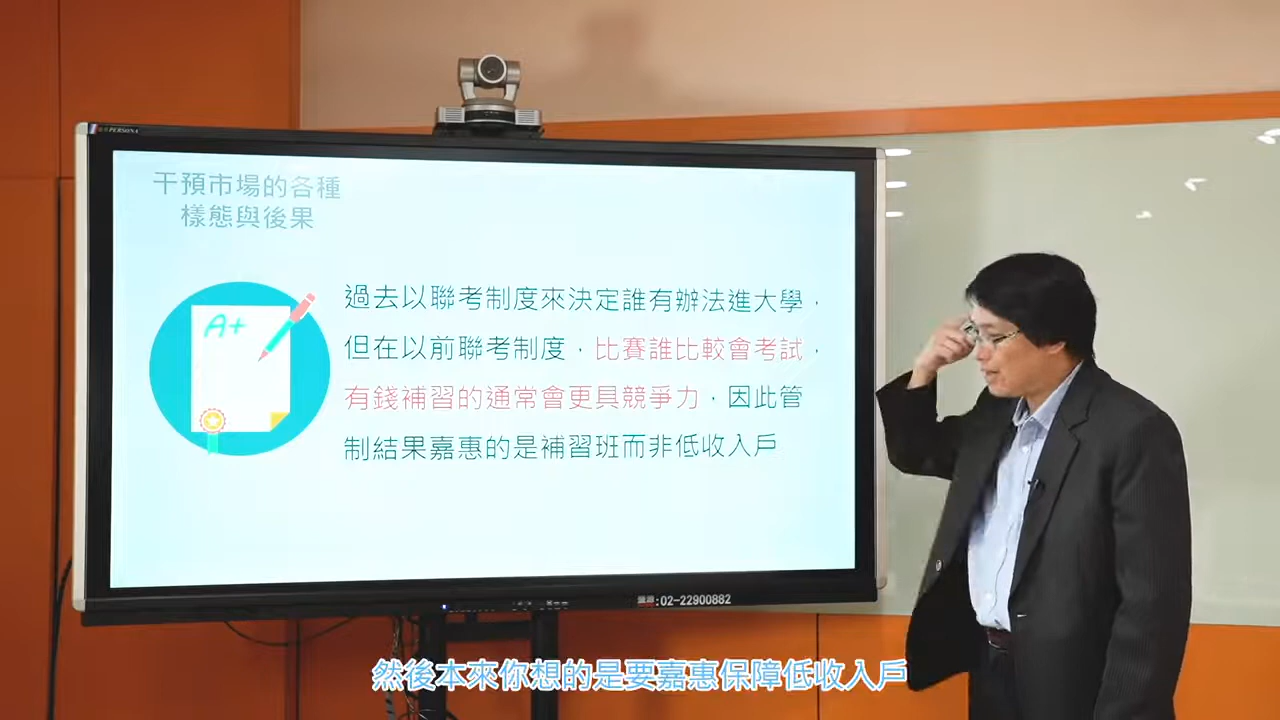 PERSONA
干預市場的各種
樣態與後果
A+
過去以聯考制度來決定誰有辦法進大學，
但在以前聯考制度，比賽誰比較會考試，
有錢補習的通常會更具競爭力，因此管
制結果嘉惠的是補習班而非低收入戶
:02-22900882
然後本來你想的是要嘉惠保障低收入戶